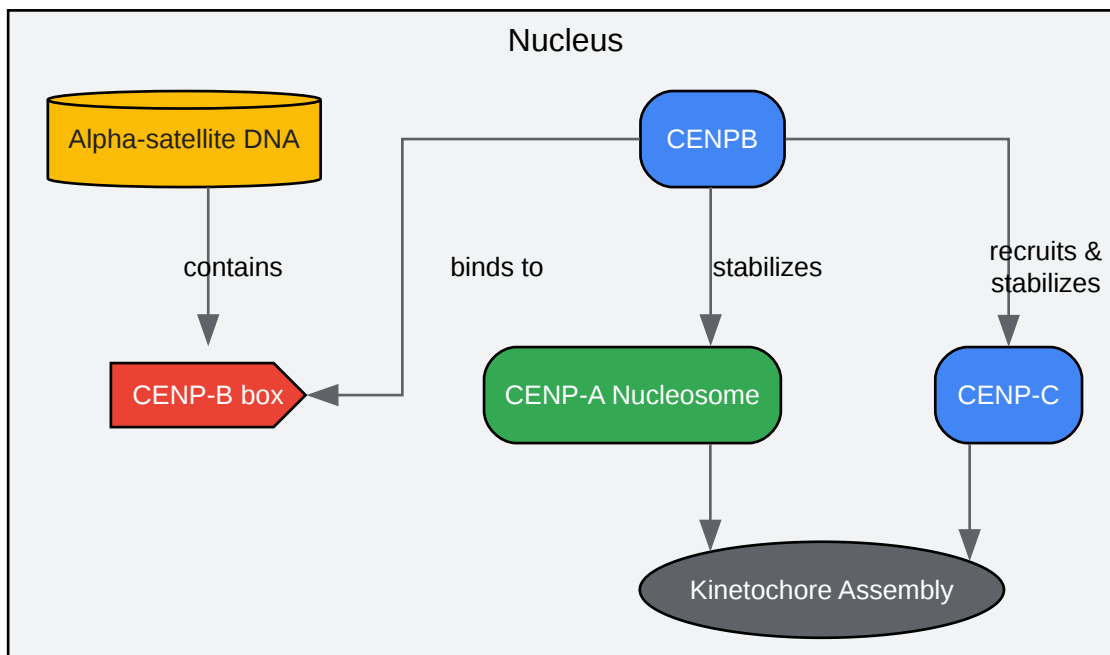 Nucleus
Alpha-satellite DNA
CENPB
contains
binds to
stabilizes
recruits &
stabilizes
CENP-B box
CENP-A Nucleosome
CENP-C
Kinetochore Assembly